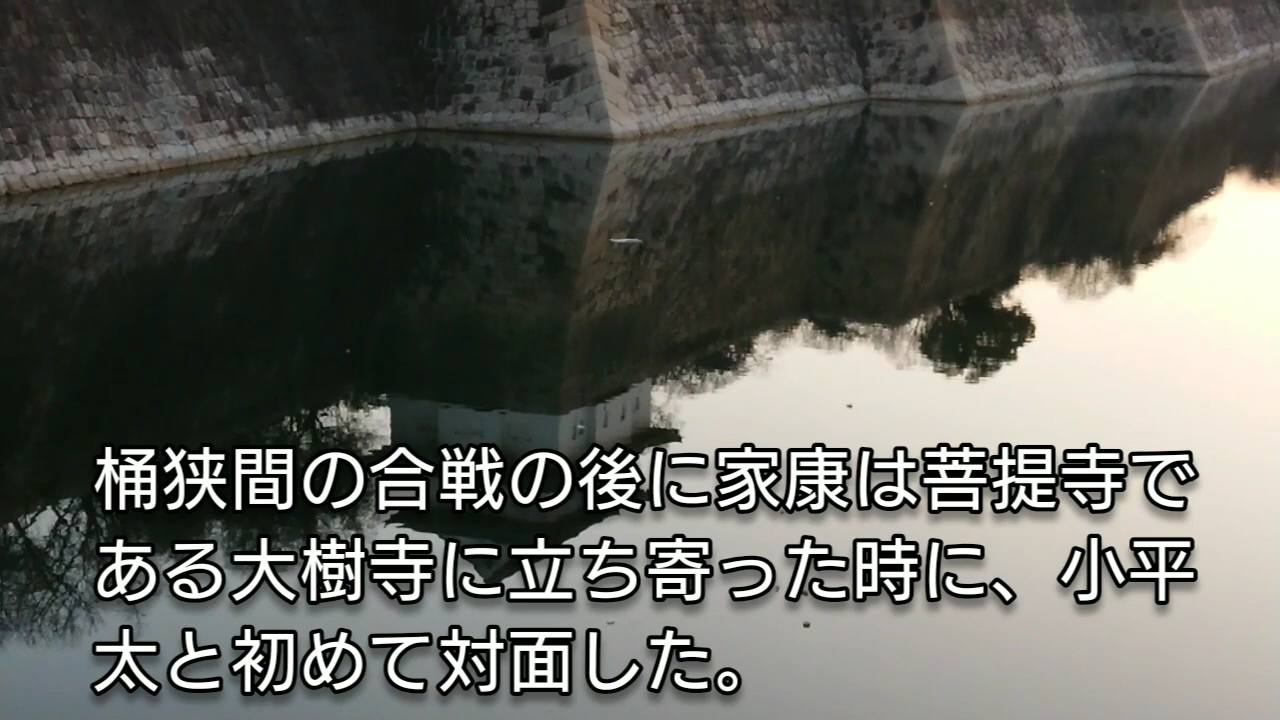 桶狭間の合戦の後に家康は菩提寺で
ある大樹寺に立ち寄った時に、小平
太と初めて対面した。